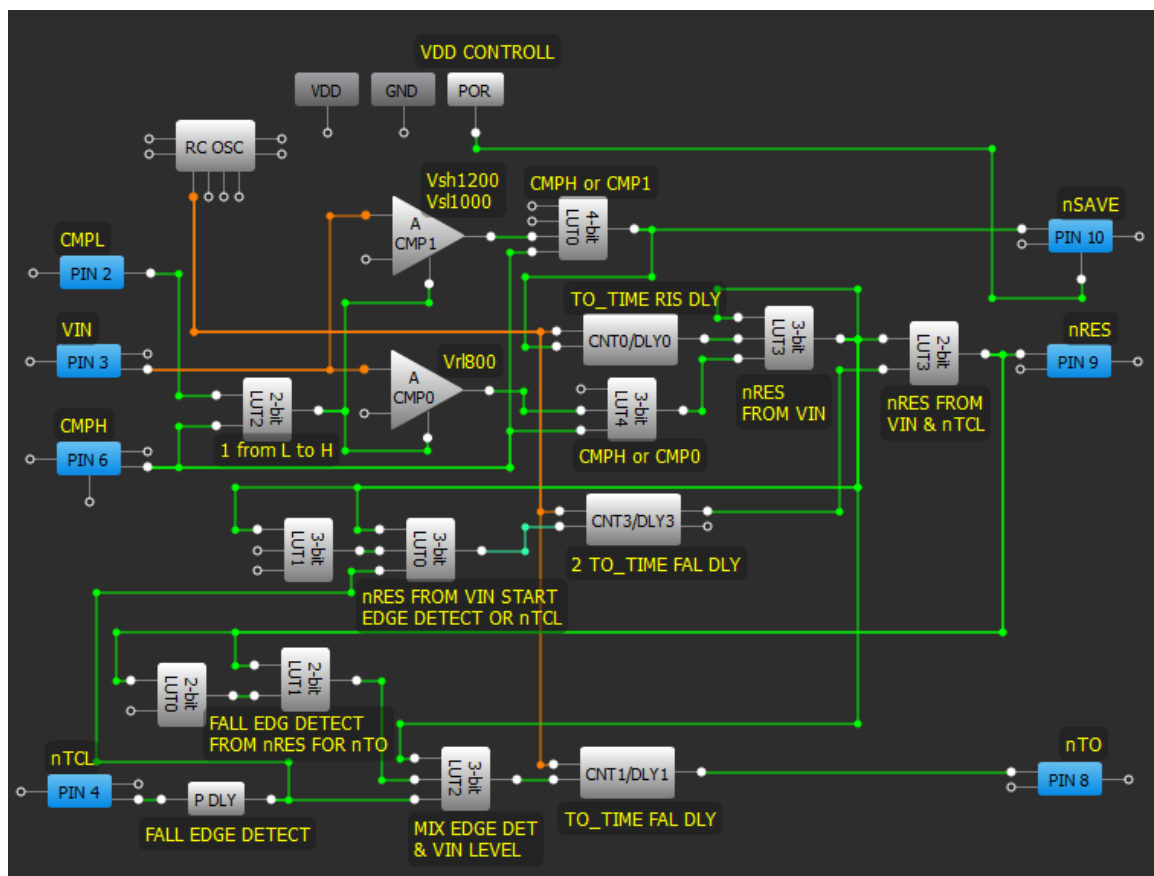 VDD CONTROLL
VDD
GND
POR
RC OSC
Vsh1200
Vsl1000
A
CMP1
CMPH or CMP1
4-bit
LUT0
nSAVE
PIN 10
CMPL
PIN 2
TO_TIME RIS DLY
CNT0/DLY0
3-bit
LUT3
2-bit
LUT3
nRES
PIN 9
VIN
PIN 3
Vrl800
A
CMP0
2-bit
LUT2
1 from L to H
3-bit
LUT4
CMPH or CMP0
nRES
FROM VIN
nRES FROM
VIN & nTCL
CMPH
PIN 6
3-bit
LUT1
3-bit
LUT0
CNT3/DLY3
2 TO_TIME FAL DLY
nRES FROM VIN START
EDGE DETECT OR nTCL
2-bit
LUT0
2-bit
LUT1
FALL EDG DETECT
FROM nRES FOR nTO
nTCL
PIN 4
P DLY
FALL EDGE DETECT
3-bit
LUT2
MIX EDGE DET
& VIN LEVEL
CNT1/DLY1
TO_TIME FAL DLY
nTO
PIN 8